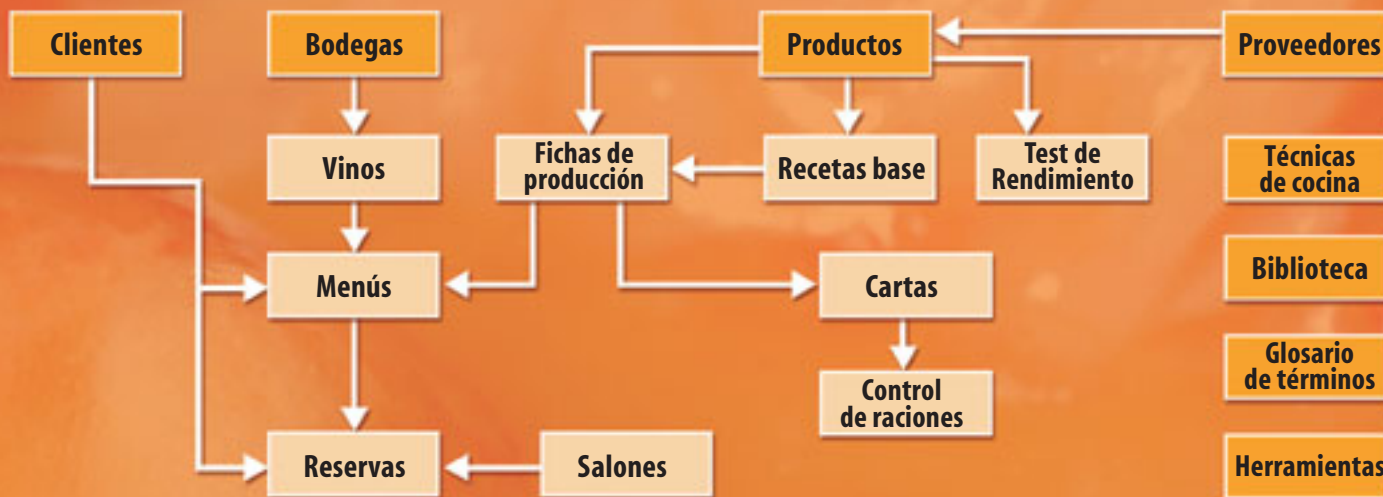 Clientes
Bodegas
Productos
Proveedores
Vinos
Fichas de
producción
Recetas base
Test de
Rendimiento
Técnicas
de cocina
Menús
Cartas
Biblioteca
Control
de raciones
Glosario
de términos
Reservas
Salones
Herramientas